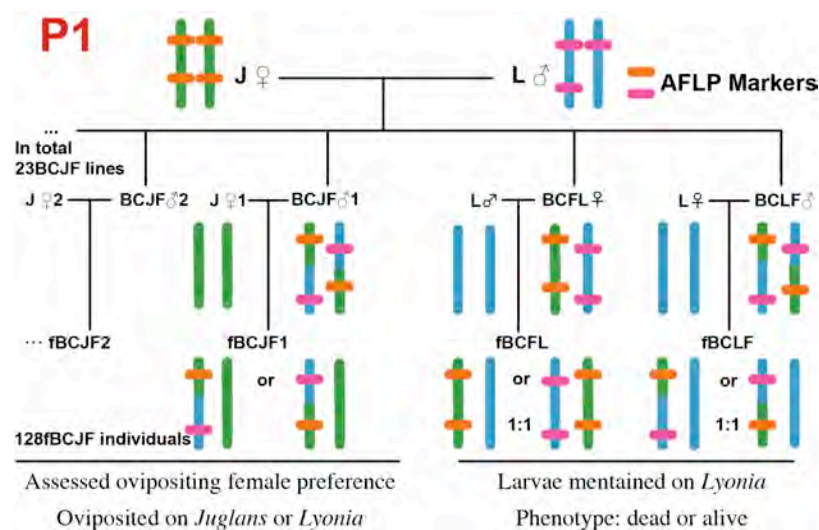 P1
J ♀
L ♂
AFLP Markers
...
In total
23BCJF lines
J ♀2
BCJF♂2
J ♀1
BCJF♂1
L♂
BCFL♀
L♀
BCLF♂
... fBCJF2
fBCJF1
fBCFL
fBCLF
or
or
or
1:1
1:1
128fBCJF individuals
Assessed ovipositing female preference
Larvae mentained on Lyonia
Oviposited on Juglans or Lyonia
Phenotype: dead or alive